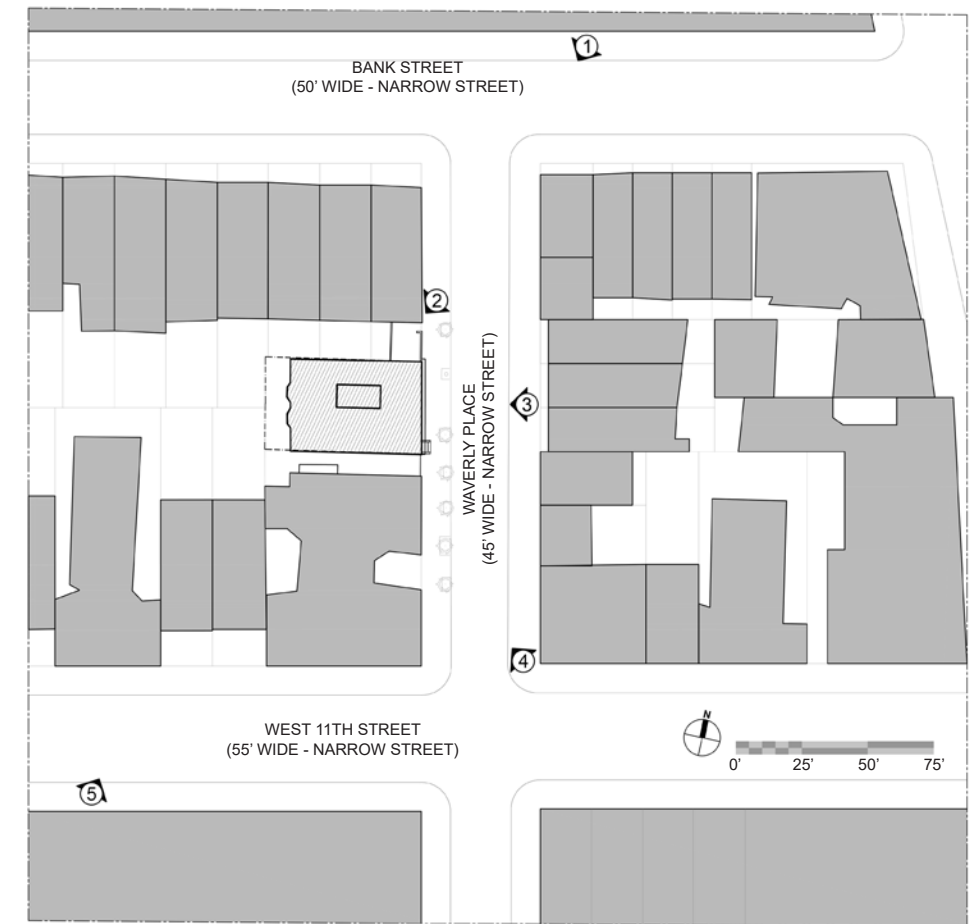 1
BANK STREET
(50' WIDE - NARROW STREET)
2
WAVERLY PLACE
(45' WIDE - NARROW STREET)
3
4
WEST 11TH STREET
(55' WIDE - NARROW STREET)
N
0' 25' 50' 75'
5